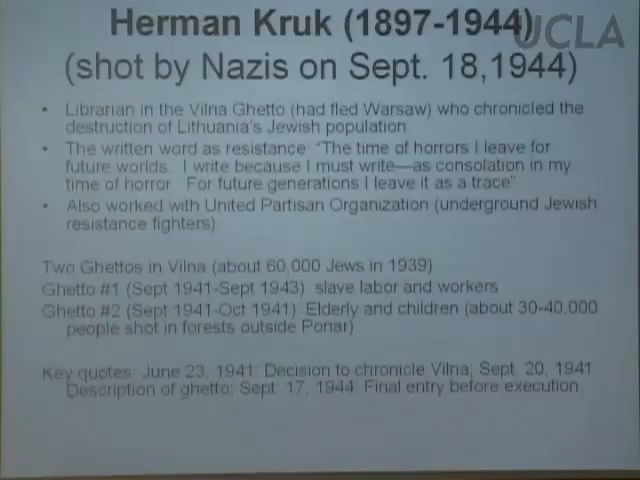 Herman Kruk (1897-1944)
UCLA
(shot by Nazis on Sept. 18,1944)
• Librarian in the Vilna Ghetto (had fled Warsaw) who chronicled the
destruction of Lithuania's Jewish population
• The written word as resistance: "The time of horrors I leave for
future worlds. I write because I must write—as consolation in my
time of horror. For future generations I leave it as a trace"
• Also worked with United Partisan Organization (underground Jewish
resistance fighters).
Two Ghettos in Vilna (about 60,000 Jews in 1939)
Ghetto #1 (Sept 1941-Sept 1943) slave labor and workers
Ghetto #2 (Sept 1941-Oct 1941) Elderly and children (about 30-40,000
people shot in forests outside Ponar)
Key quotes: June 23, 1941: Decision to chronicle Vilna; Sept. 20, 1941
Description of ghetto; Sept. 17, 1944: Final entry before execution